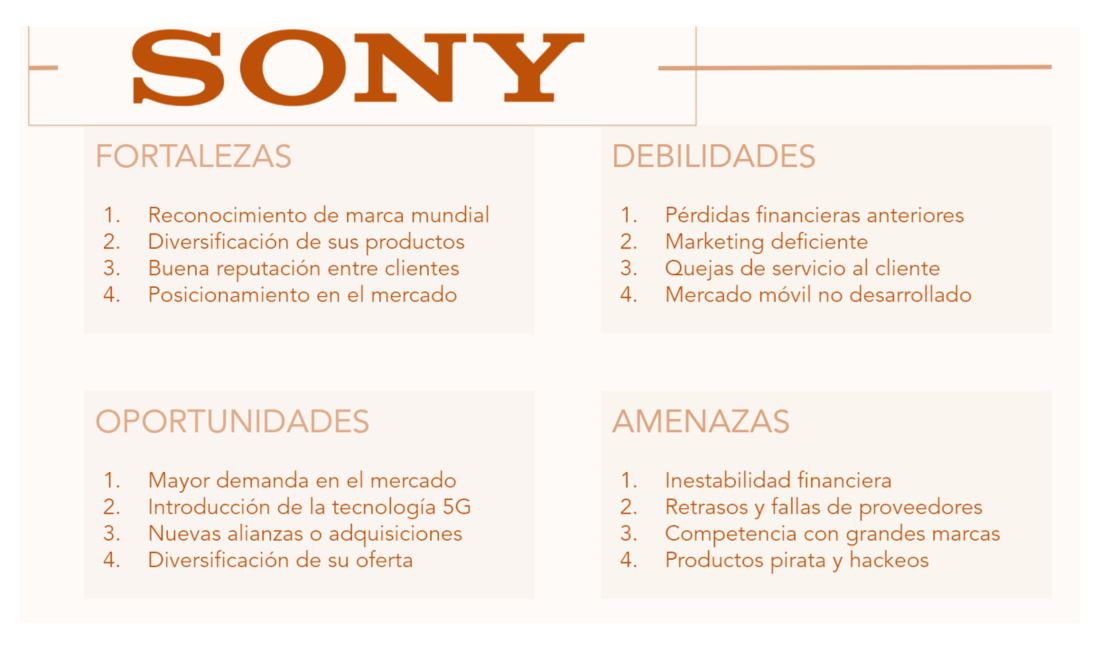 SONY
FORTALEZAS
1. Reconocimiento de marca mundial
2. Diversificación de sus productos
3. Buena reputación entre clientes
4. Posicionamiento en el mercado
DEBILIDADES
1. Pérdidas financieras anteriores
2. Marketing deficiente
3. Quejas de servicio al cliente
4. Mercado móvil no desarrollado
OPORTUNIDADES
1. Mayor demanda en el mercado
2. Introducción de la tecnología 5G
3. Nuevas alianzas o adquisiciones
4. Diversificación de su oferta
AMENAZAS
1. Inestabilidad financiera
2. Retrasos y fallas de proveedores
3. Competencia con grandes marcas
4. Productos pirata y hackeos